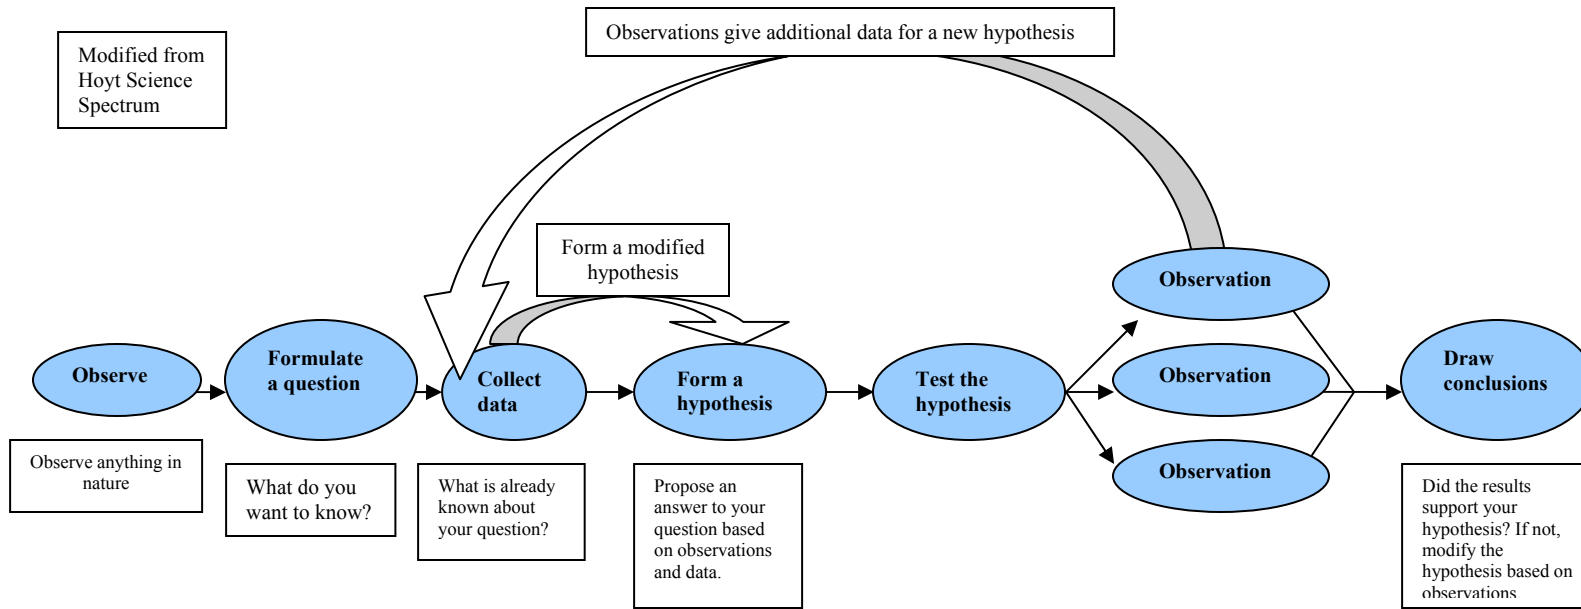 Observations give additional data for a new hypothesis
Modified from
Hoyt Science
Spectrum
Form a modified
hypothesis
Observe
Formulate
a question
Collect
data
Form a
hypothesis
Test the
hypothesis
Observation
Observation
Observation
Draw
conclusions
Observe anything in
nature
What do you
want to know?
What is already
known about
your question?
Propose an
answer to your
question based
on observations
and data.
Did the results
support your
hypothesis? If not,
modify the
hypothesis based on
observations